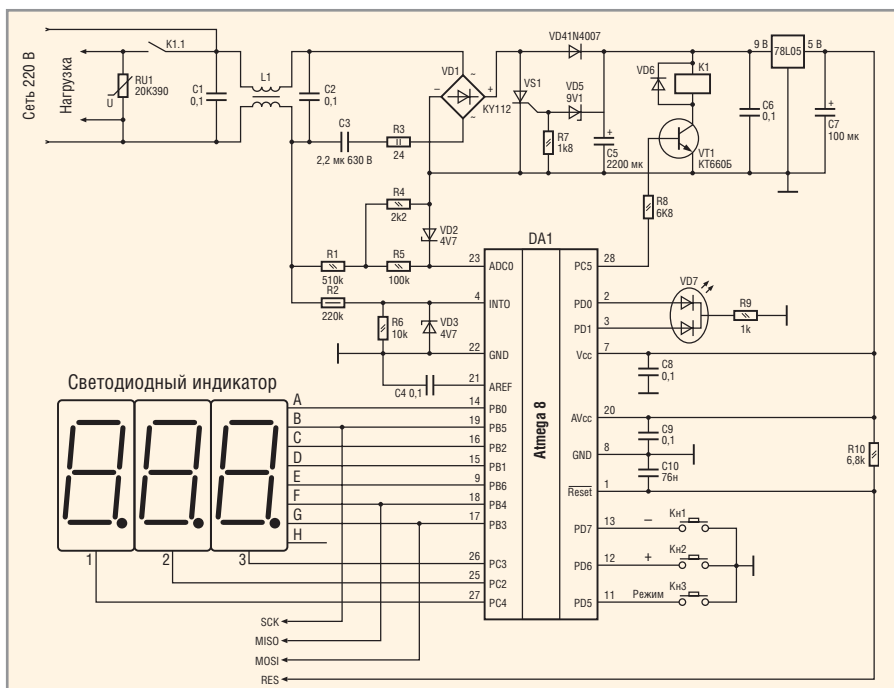 Сеть 220 В
Нагрузка
K1.1
RU1
20K390
U
C1
0,1
L1
C2
0,1
C3
2,2 мк 630 В
R3
24
VD1
~
−
+
~
KY112
VS1
VD41N4007
VD5
9V1
R7
1k8
C5
2200 мк
+
VD6
K1
VT1
КТ660Б
9 В
78L05
5 В
C6
0,1
+
C7
100 мк
R8
6K8
R4
2k2
VD2
4V7
R1
510k
R5
100k
R2
220k
R6
10k
VD3
4V7
C4 0,1
DA1
Atmega 8
23
ADC0
4
INTO
22
GND
21
AREF
14
PB0
19
PB5
16
PB2
15
PB1
9
PB6
18
PB4
17
PB3
26
PC3
25
PC2
27
PC4
PC5
28
PD0
2
PD1
3
Vcc
7
AVcc
20
GND
8
Reset
1
PD7
13
PD6
12
PD5
11
VD7
R9
1k
C8
0,1
C9
0,1
C10
76н
R10
6,8k
−
Кн1
+
Кн2
Режим
Кн3
Светодиодный индикатор
A
B
C
D
E
F
G
H
1
2
3
SCK
MISO
MOSI
RES